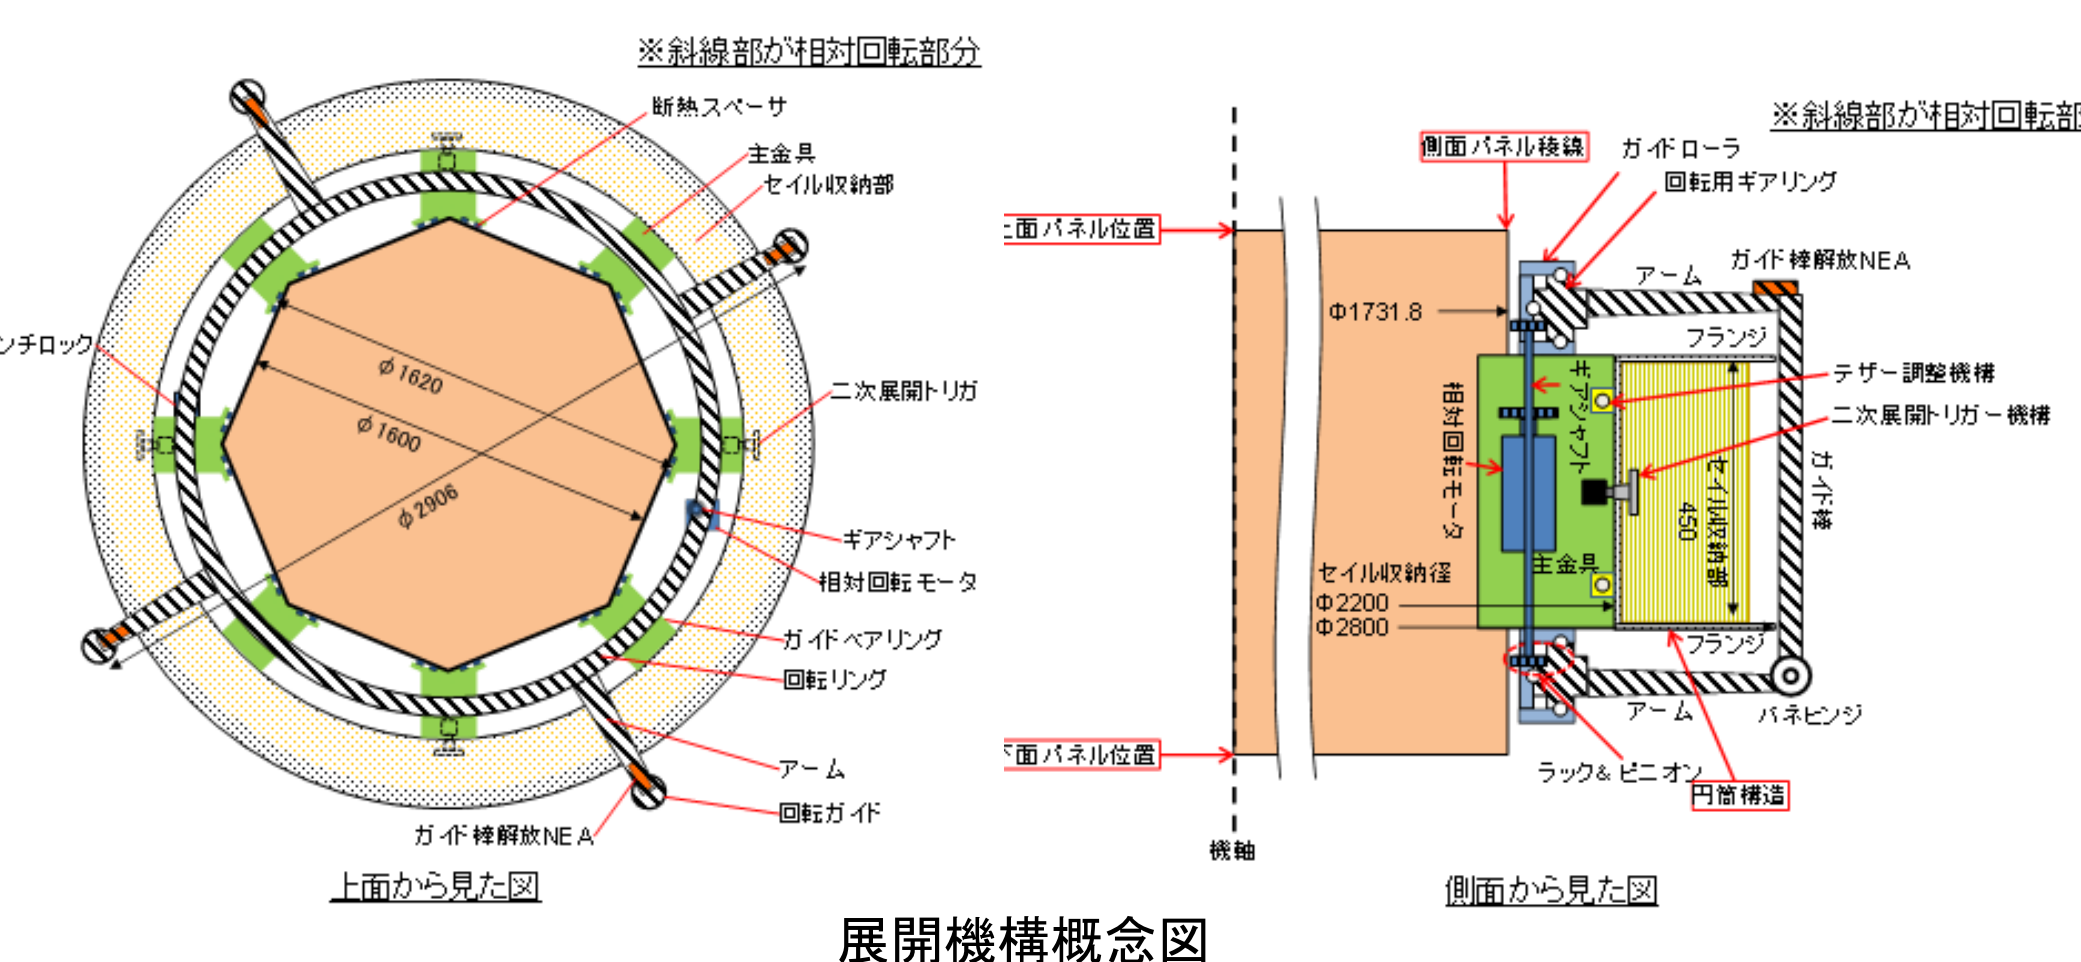 ※斜線部が相対回転部分
断熱スペーサ
主金具
セイル収納部
ンチロック
φ1620
φ1600
φ2906
二次展開トリガ
ギアシャフト
相対回転モータ
ガイドベアリング
回転リング
アーム
回転ガイド
ガイド棒解放NEA
上面から見た図
※斜線部が相対回転部
側面パネル稜線
ガイドローラ
回転用ギアリング
上面パネル位置
アーム
ガイド棒解放NEA
Φ1731.8
フランジ
テザー調整機構
二次展開トリガー機構
ギアシャフト
相対回転モータ
セイル収納部
450
ガイド棒
主金具
セイル収納径
Φ2200
Φ2800
フランジ
アーム
バネヒンジ
下面パネル位置
ラック&ピニオン
円筒構造
機軸
側面から見た図
展開機構概念図